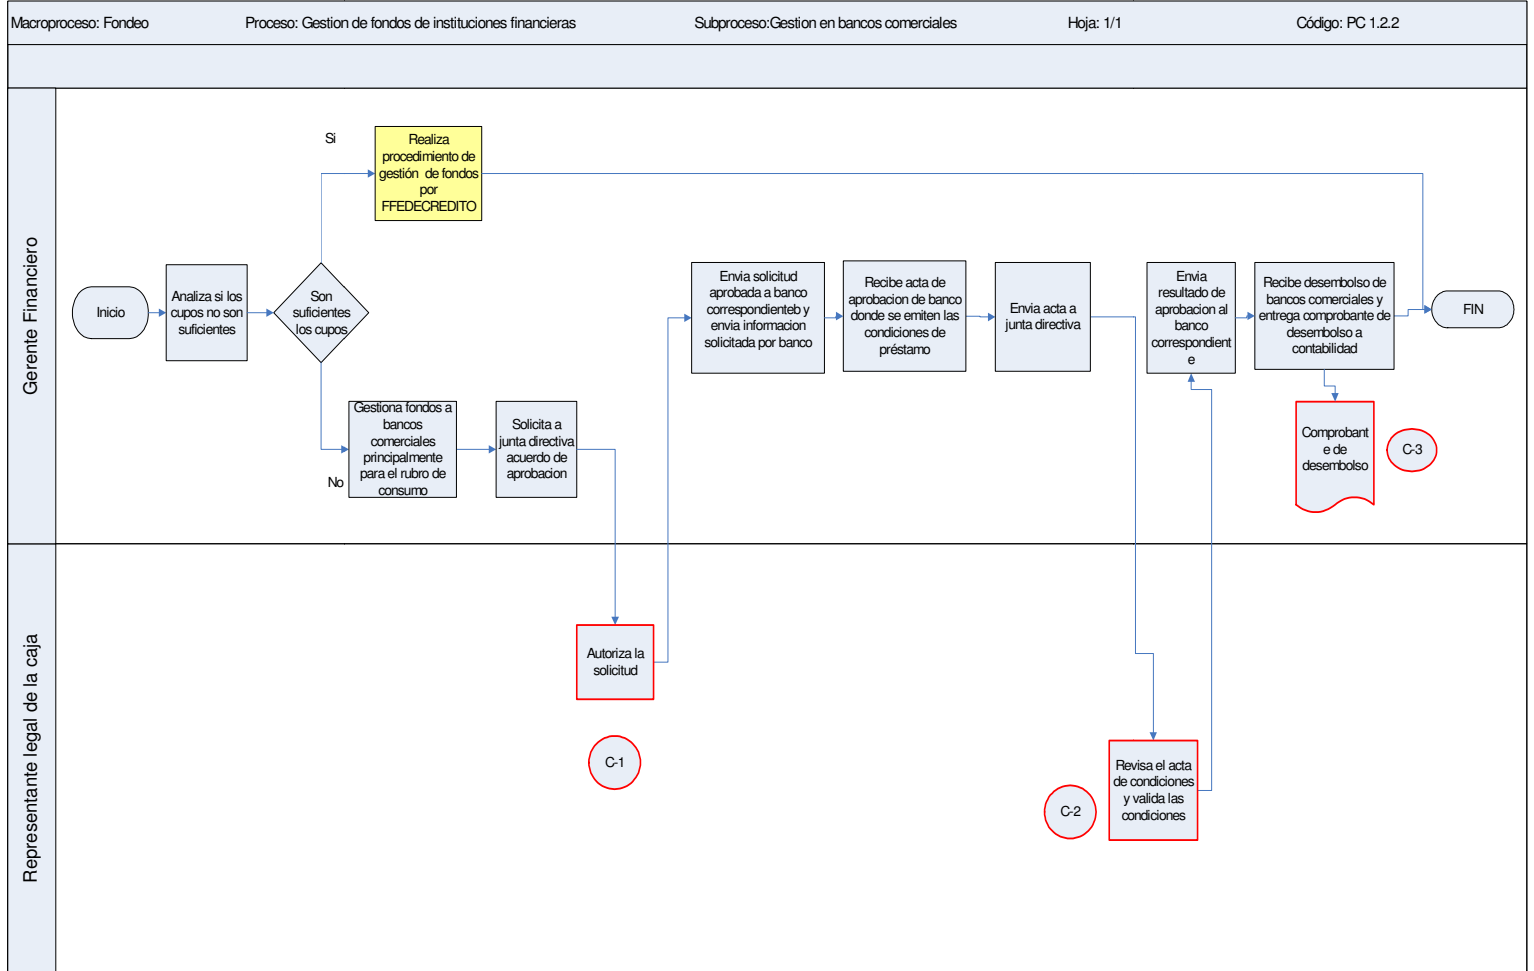 Macroproceso: Fondeo
Proceso: Gestion de fondos de instituciones financieras
Subproceso:Gestion en bancos comerciales
Hoja: 1/1
Código: PC 1.2.2
Gerente Financiero
Inicio
Analiza si los
cupos no son
suficientes
Son
suficientes
los cupos
Si
Realiza
procedimiento de
gestión de fondos
por
FFEDECREDITO
No
Gestiona fondos a
bancos
comerciales
principalmente
para el rubro de
consumo
Solicita a
junta directiva
acuerdo de
aprobacion
Envia solicitud
aprobada a banco
correspondienteb y
envia informacion
solicitada por banco
Recibe acta de
aprobacion de banco
donde se emiten las
condiciones de
préstamo
Envia acta a
junta directiva
Envia
resultado de
aprobacion al
banco
correspondient
e
Recibe desembolso de
bancos comerciales y
entrega comprobante de
desembolso a
contabilidad
FIN
Comprobant
e de
desembolso
C-3
Representante legal de la caja
Autoriza la
solicitud
C-1
Revisa el acta
de condiciones
y valida las
condiciones
C-2